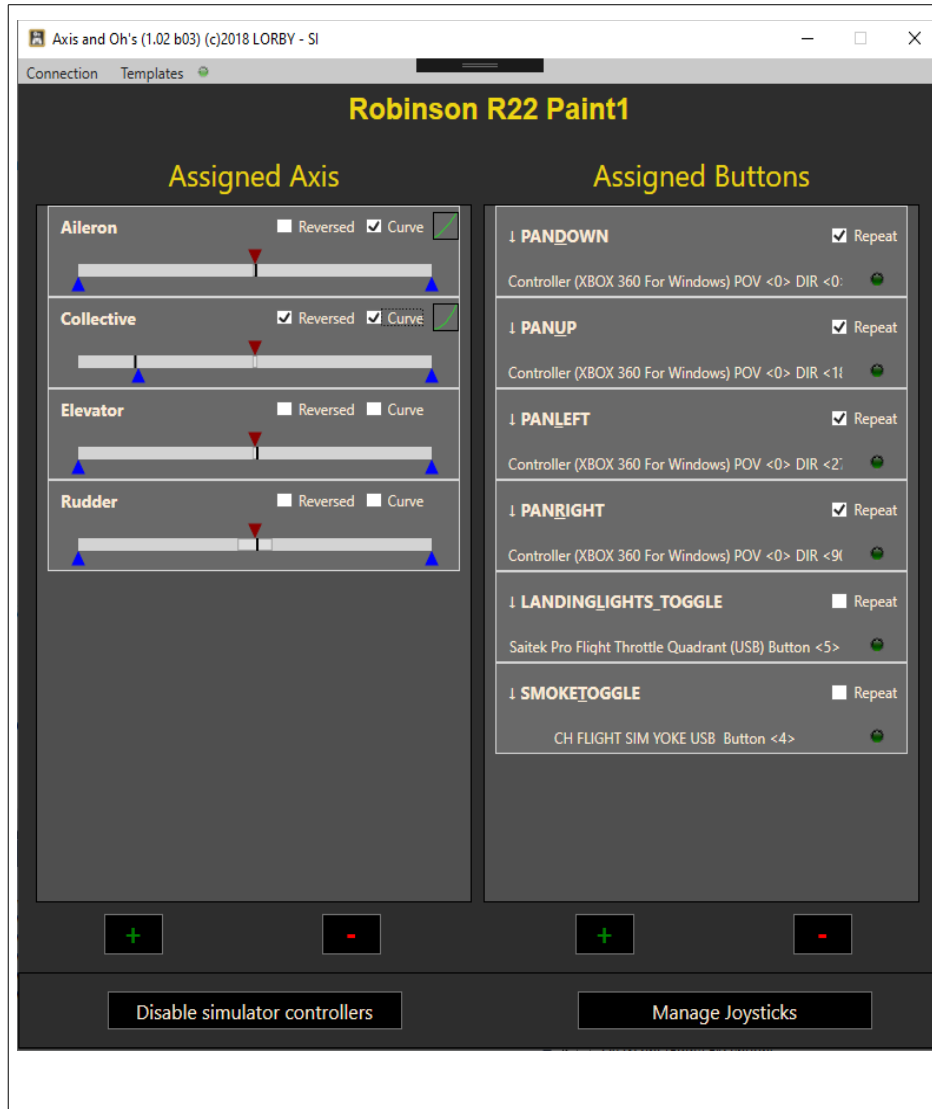 Axis and Oh's (1.02 b03) (c)2018 LORBY - SI
Connection Templates
Robinson R22 Paint1
Assigned Axis
Aileron Reversed Curve
Collective Reversed Curve
Elevator Reversed Curve
Rudder Reversed Curve
+ -
Assigned Buttons
↓ PANDOWN Repeat
Controller (XBOX 360 For Windows) POV <0> DIR <0
↓ PANUP Repeat
Controller (XBOX 360 For Windows) POV <0> DIR <18
↓ PANLEFT Repeat
Controller (XBOX 360 For Windows) POV <0> DIR <27
↓ PANRIGHT Repeat
Controller (XBOX 360 For Windows) POV <0> DIR <90
↓ LANDINGLIGHTS_TOGGLE Repeat
Saitek Pro Flight Throttle Quadrant (USB) Button <5>
↓ SMOKETOGGLE Repeat
CH FLIGHT SIM YOKE USB Button <4>
+ -
Disable simulator controllers
Manage Joysticks